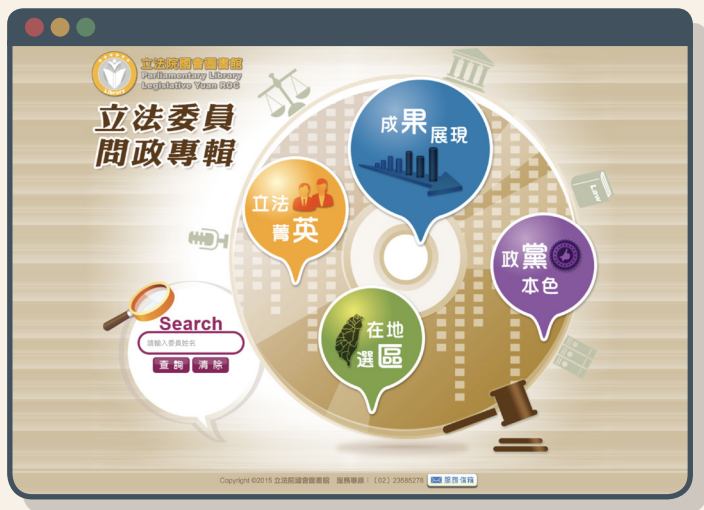 立法院國會圖書館
Parliamentary Library
Legislative Yuan ROC
Library
立法委員
問政專輯
成果展現
立法
菁英
Law
政黨
本色
在地
選區
Search
請輸入委員姓名
查詢 清除
Copyright ©2015 立法院國會圖書館 服務專線:(02) 23585278 服務信箱